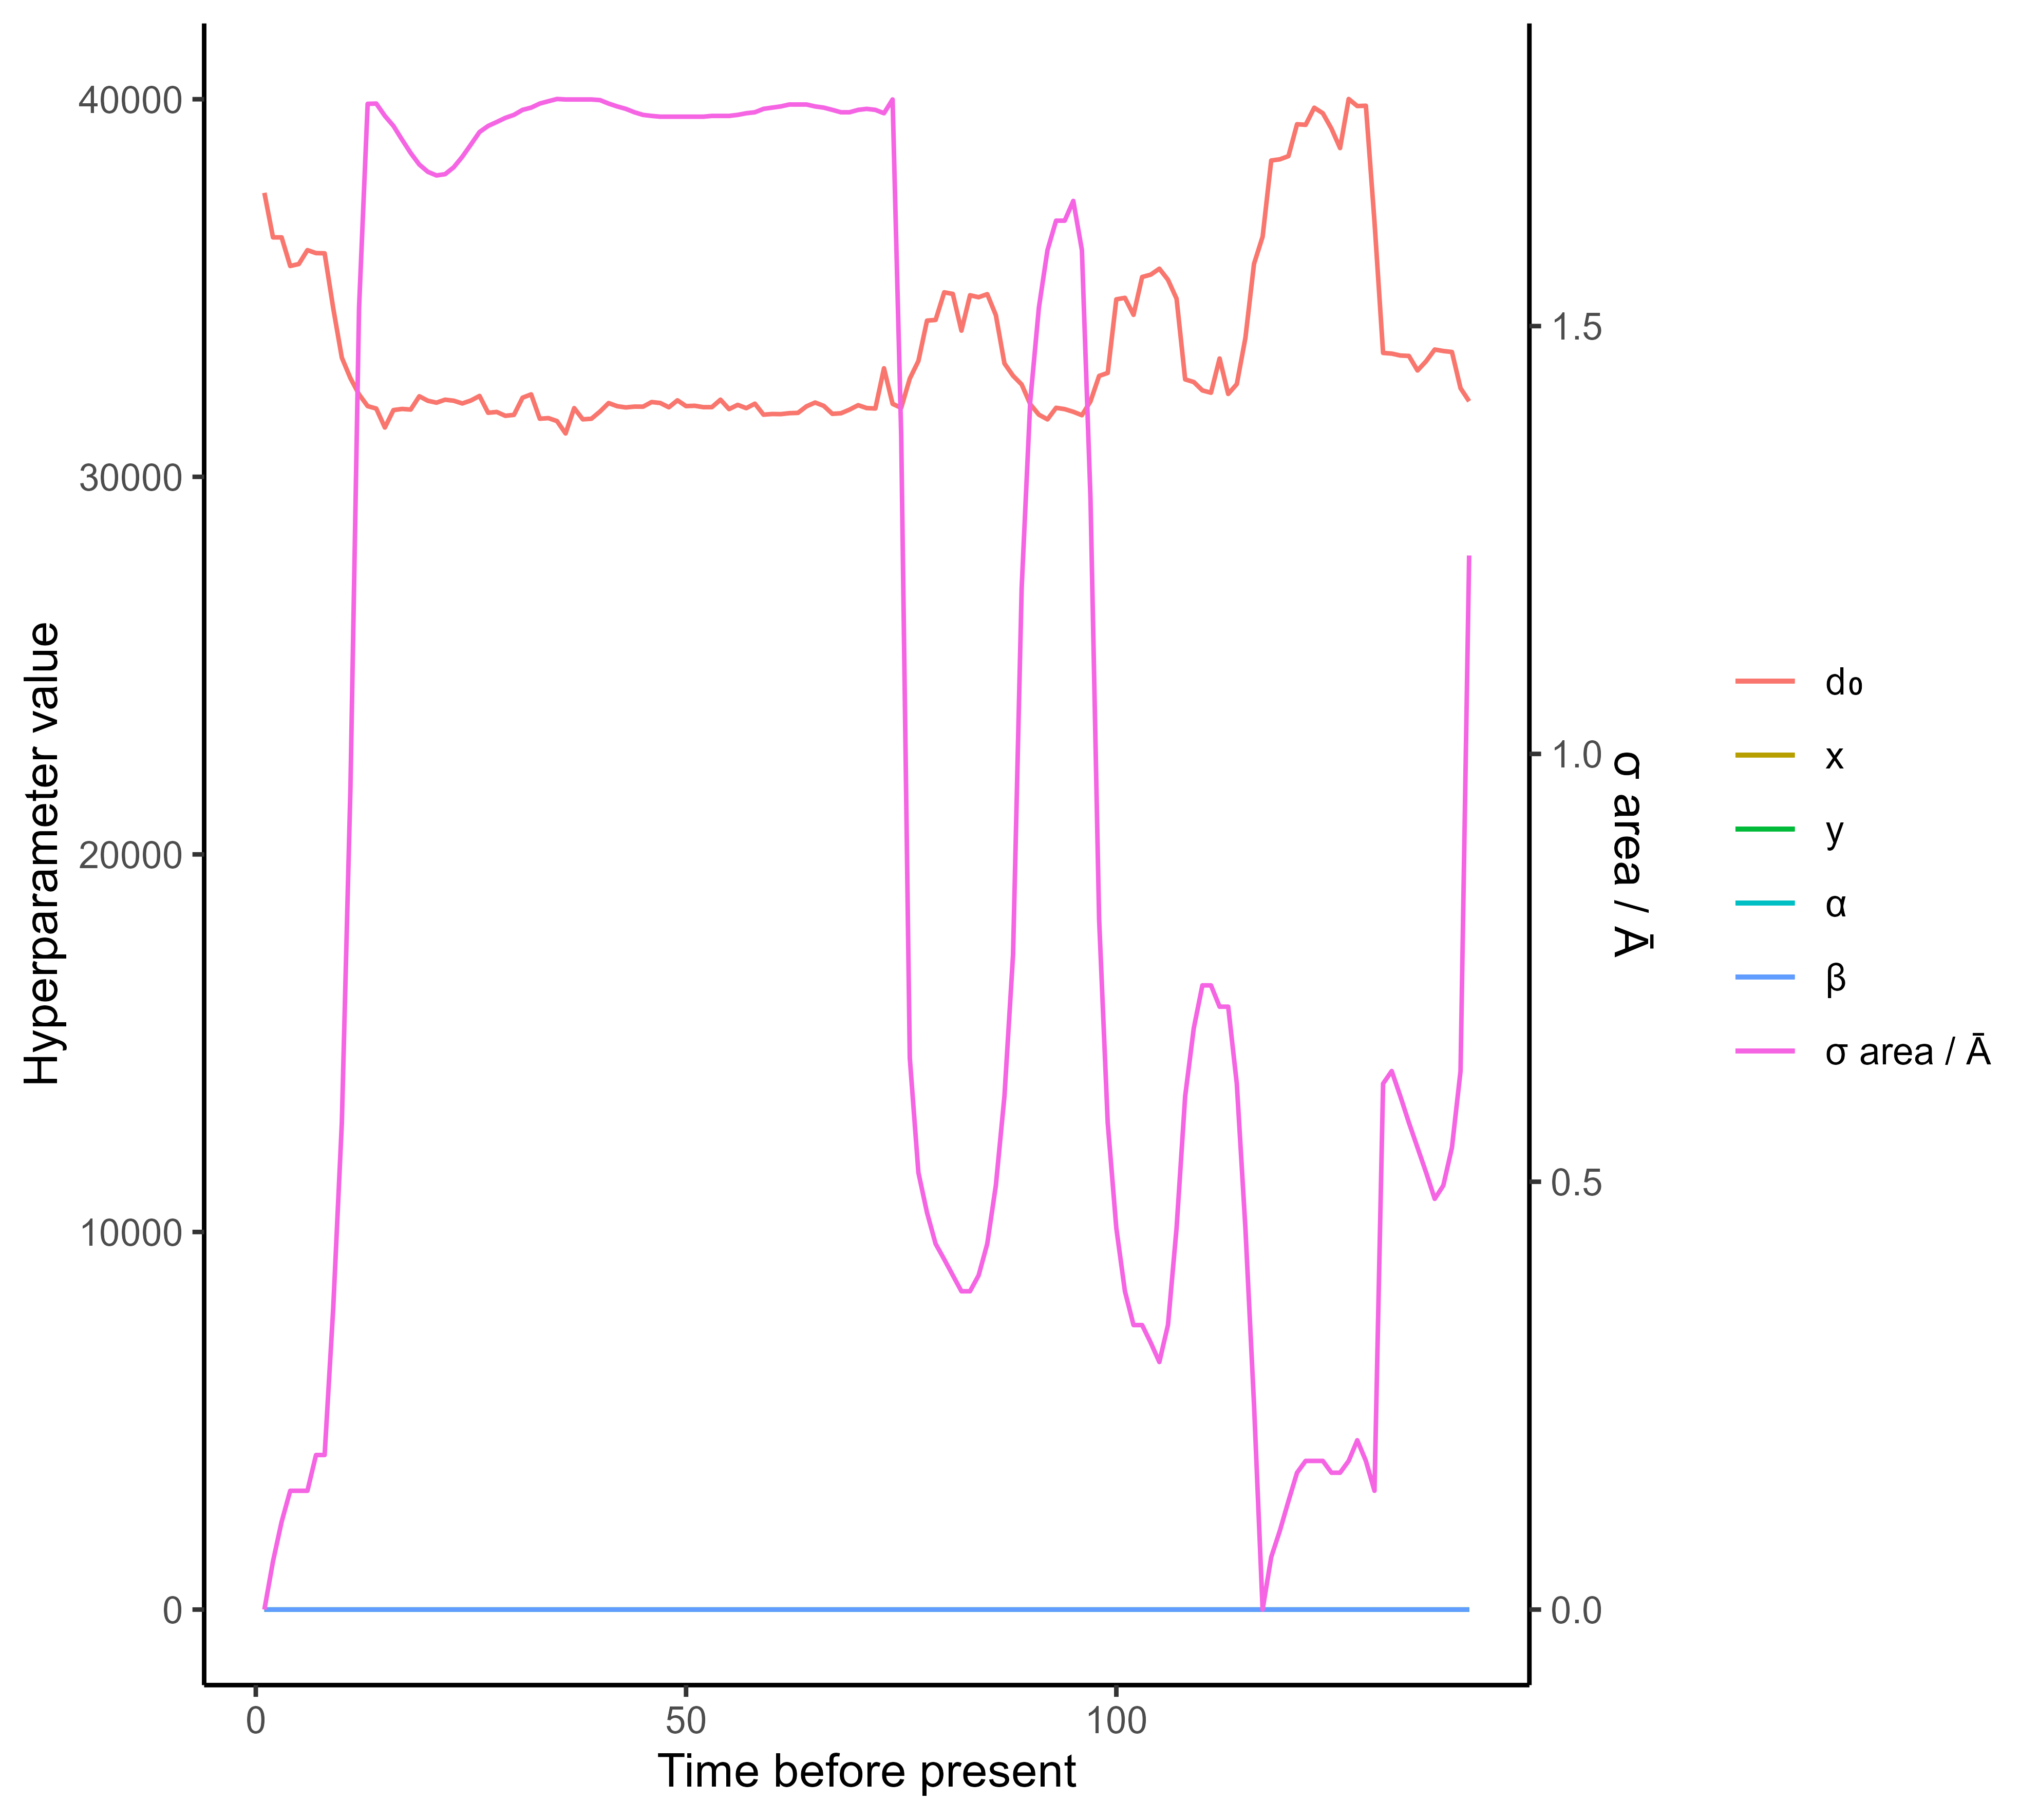 Hyperparameter value
40000
30000
20000
10000
0
0
50
100
Time before present
1.5
1.0
0.5
0.0
σ area / Ā
d₀
x
y
α
β
σ area / Ā